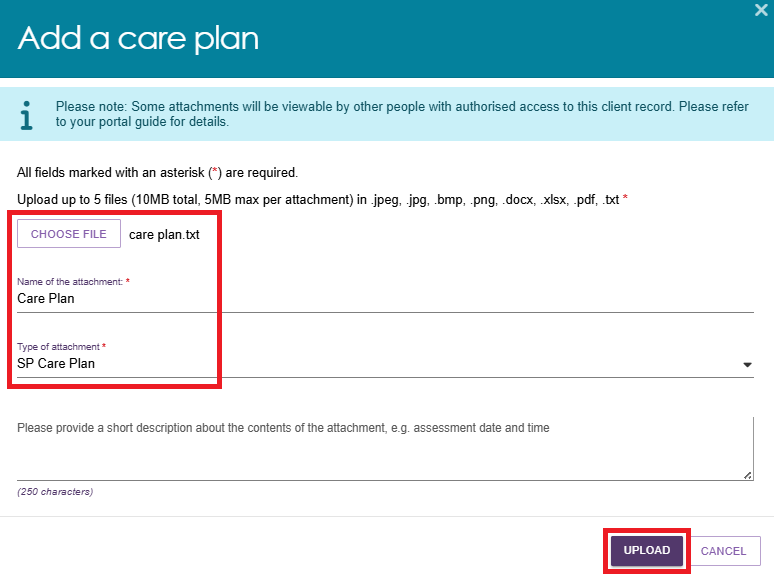 Add a care plan
Please note: Some attachments will be viewable by other people with authorised access to this client record. Please refer
to your portal guide for details.
All fields marked with an asterisk (*) are required.
Upload up to 5 files (10MB total, 5MB max per attachment) in .jpeg, .jpg, .bmp, .png, .docx, .xlsx, .pdf, .txt *
CHOOSE FILE care plan.txt
Name of the attachment: *
Care Plan
Type of attachment *
SP Care Plan
Please provide a short description about the contents of the attachment, e.g. assessment date and time
(250 characters)
UPLOAD CANCEL